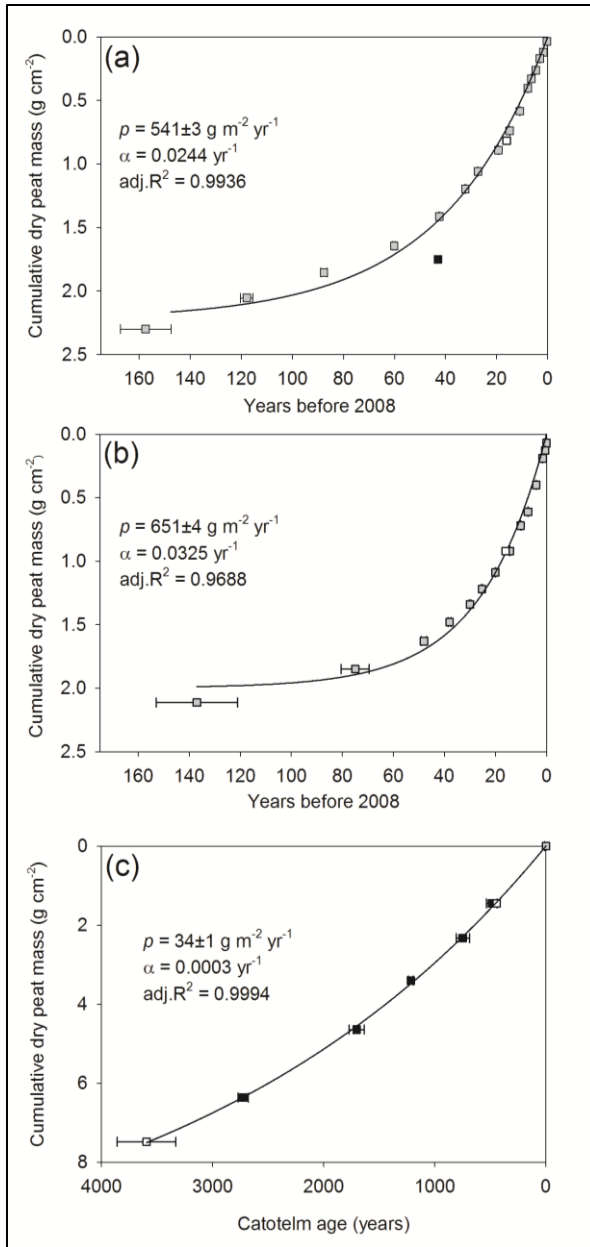 (a)
p = 541±3 g m⁻² yr⁻¹
α = 0.0244 yr⁻¹
adj.R² = 0.9936
Cumulative dry peat mass (g cm⁻²)
0.0
0.5
1.0
1.5
2.0
2.5
160 140 120 100 80 60 40 20 0
Years before 2008
(b)
p = 651±4 g m⁻² yr⁻¹
α = 0.0325 yr⁻¹
adj.R² = 0.9688
Cumulative dry peat mass (g cm⁻²)
0.0
0.5
1.0
1.5
2.0
2.5
160 140 120 100 80 60 40 20 0
Years before 2008
(c)
p = 34±1 g m⁻² yr⁻¹
α = 0.0003 yr⁻¹
adj.R² = 0.9994
Cumulative dry peat mass (g cm⁻²)
0
2
4
6
8
4000 3000 2000 1000 0
Catotelm age (years)